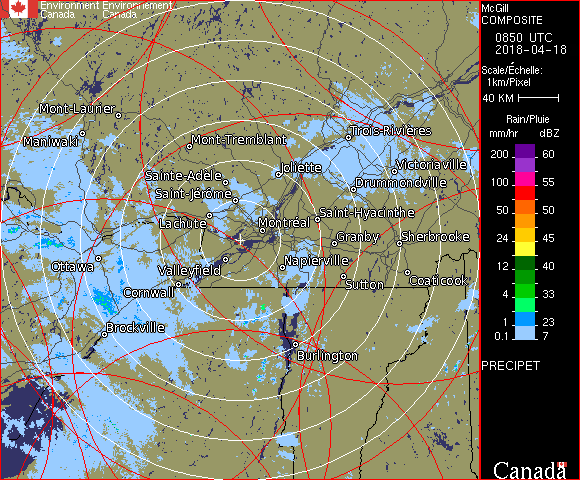 Environment Environnement
Canada Canada
McGill
COMPOSITE
0850 UTC
2018-04-18
Scale/Échelle:
1km/Pixel
40 KM
Rain/Pluie
mm/hr dBZ
200 60
100 55
50 50
24 45
12 40
4 33
1 23
0.1 7
PRECIPET
Canada
Mont-Laurier
Maniwaki
Mont-Tremblant
Trois-Rivières
Joliette
Victoriaville
Sainte-Adèle
Drummondville
Saint-Jérôme
Saint-Hyacinthe
Lachute
Montréal
Granby
Sherbrooke
Ottawa
Valleyfield
Napierville
Cornwall
Sutton
Coaticook
Brockville
Burlington